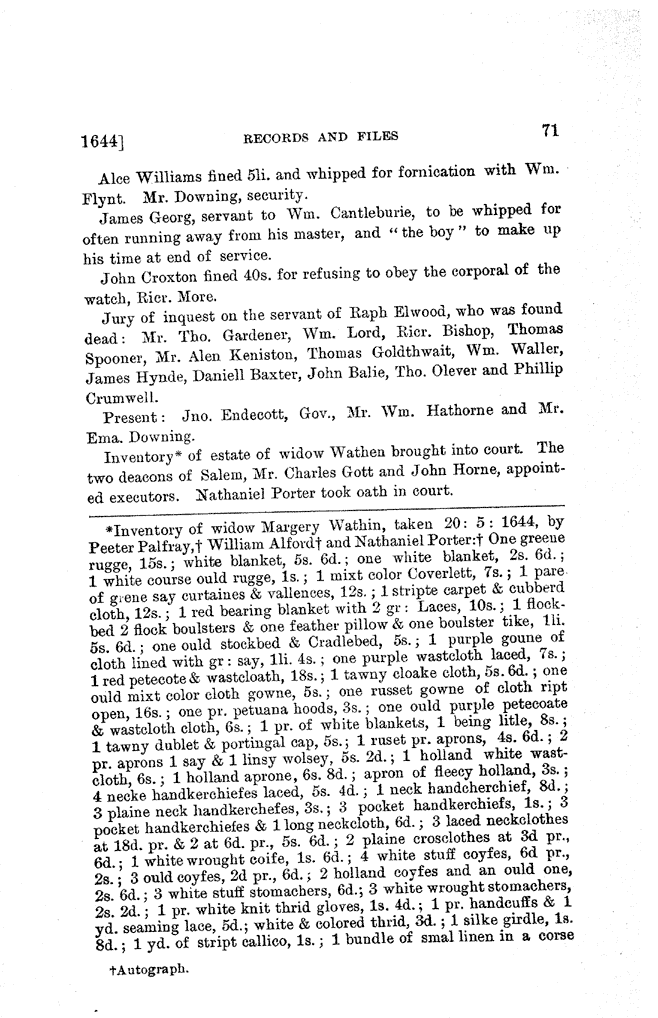 1644] RECORDS AND FILES 71
Alce Williams fined 5li. and whipped for fornication with Wm.
Flynt. Mr. Downing, security.
James Georg, servant to Wm. Cantleburie, to be whipped for
often running away from his master, and "the boy" to make up
his time at end of service.
John Croxton fined 40s. for refusing to obey the corporal of the
watch, Ricr. More.
Jury of inquest on the servant of Raph Elwood, who was found
dead: Mr. Tho. Gardener, Wm. Lord, Ricr. Bishop, Thomas
Spooner, Mr. Alen Keniston, Thomas Goldthwait, Wm. Waller,
James Hynde, Daniell Baxter, John Balie, Tho. Olever and Phillip
Crumwell.
Present: Jno. Endecott, Gov., Mr. Wm. Hathorne and Mr.
Ema. Downing.
Inventory* of estate of widow Wathen brought into court. The
two deacons of Salem, Mr. Charles Gott and John Horne, appoint-
ed executors. Nathaniel Porter took oath in court.
*Inventory of widow Margery Wathin, taken 20: 5: 1644, by
Peeter Palfray,† William Alford† and Nathaniel Porter:† One greene
rugge, 15s.; white blanket, 5s. 6d.; one white blanket, 2s. 6d.;
1 white course ould rugge, 1s.; 1 mixt color Coverlett, 7s.; 1 pare
of grene say curtaines & vallences, 12s.; 1 stripte carpet & cubberd
cloth, 12s.; 1 red bearing blanket with 2 gr: Laces, 10s.; 1 flock-
bed 2 flock boulsters & one feather pillow & one boulster tike, 1li.
5s. 6d.; one ould stockbed & Cradlebed, 5s.; 1 purple goune of
cloth lined with gr: say, 1li. 4s.; one purple wastcloth laced, 7s.;
1 red petecote & wastcloath, 18s.; 1 tawny cloake cloth, 5s. 6d.; one
ould mixt color cloth gowne, 5s.; one russet gowne of cloth ript
open, 16s.; one pr. petuana hoods, 3s.; one ould purple petecoate
& wastcloth cloth, 6s.; 1 pr. of white blankets, 1 being litle, 8s.;
1 tawny dublet & portingal cap, 5s.; 1 ruset pr. aprons, 4s. 6d.; 2
pr. aprons 1 say & 1 linsy wolsey, 5s. 2d.; 1 holland white wast-
cloth, 6s.; 1 holland aprone, 6s. 8d.; apron of fleecy holland, 3s.;
4 necke handkerchiefes laced, 5s. 4d.; 1 neck handcherchief, 8d.;
3 plaine neck handkerchefes, 3s.; 3 pocket handkerchiefs, 1s.; 3
pocket handkerchiefes & 1 long neckcloth, 6d.; 3 laced neckclothes
at 18d. pr. & 2 at 6d. pr., 5s. 6d.; 2 plaine crosclothes at 3d pr.,
6d.; 1 white wrought coife, 1s. 6d.; 4 white stuff coyfes, 6d pr.,
2s.; 3 ould coyfes, 2d pr., 6d.; 2 holland coyfes and an ould one,
2s. 6d.; 3 white stuff stomachers, 6d.; 3 white wrought stomachers,
2s. 2d.; 1 pr. white knit thrid gloves, 1s. 4d.; 1 pr. handcuffs & 1
yd. seaming lace, 5d.; white & colored thrid, 3d.; 1 silke girdle, 1s.
8d.; 1 yd. of stript callico, 1s.; 1 bundle of smal linen in a corse
†Autograph.